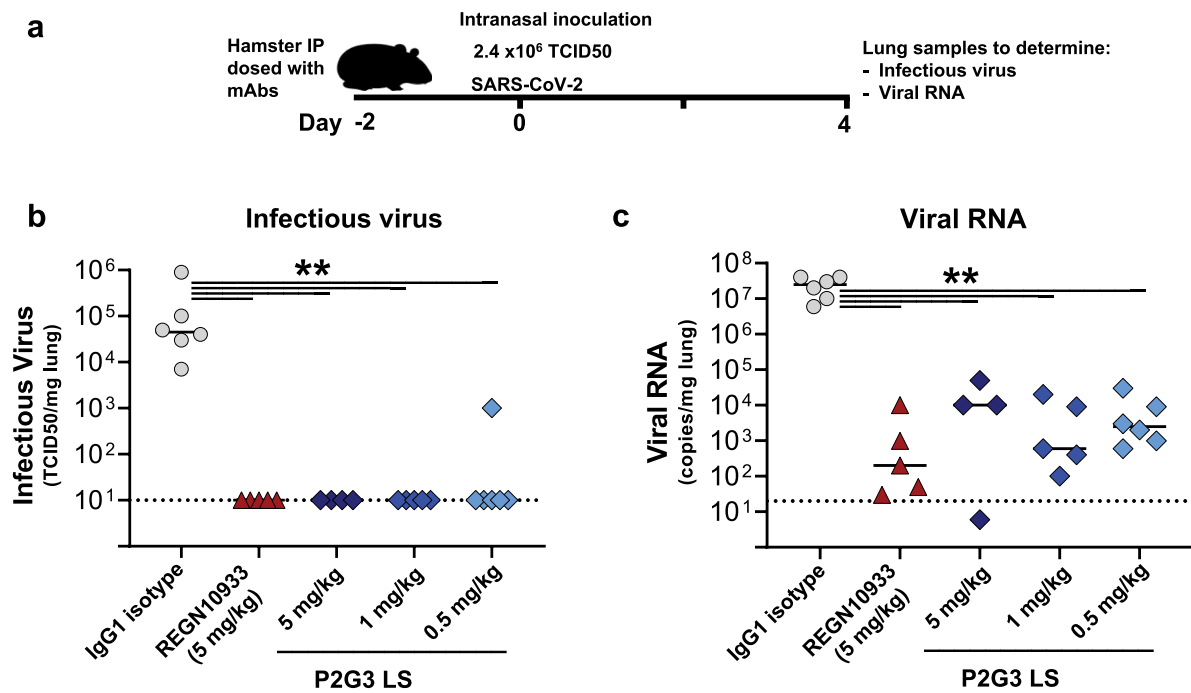 a
Hamster IP
dosed with
mAbs
Intranasal inoculation
2.4 x10⁶ TCID50
SARS-CoV-2
Lung samples to determine:
- Infectious virus
- Viral RNA
Day -2 0 4
b
Infectious virus
Infectious Virus
(TCID50/mg lung)
10⁶
10⁵
10⁴
10³
10²
10¹
**
IgG1 isotype
REGN10933
(5 mg/kg)
5 mg/kg
1 mg/kg
0.5 mg/kg
P2G3 LS
c
Viral RNA
Viral RNA
(copies/mg lung)
10⁸
10⁷
10⁶
10⁵
10⁴
10³
10²
10¹
**
IgG1 isotype
REGN10933
(5 mg/kg)
5 mg/kg
1 mg/kg
0.5 mg/kg
P2G3 LS